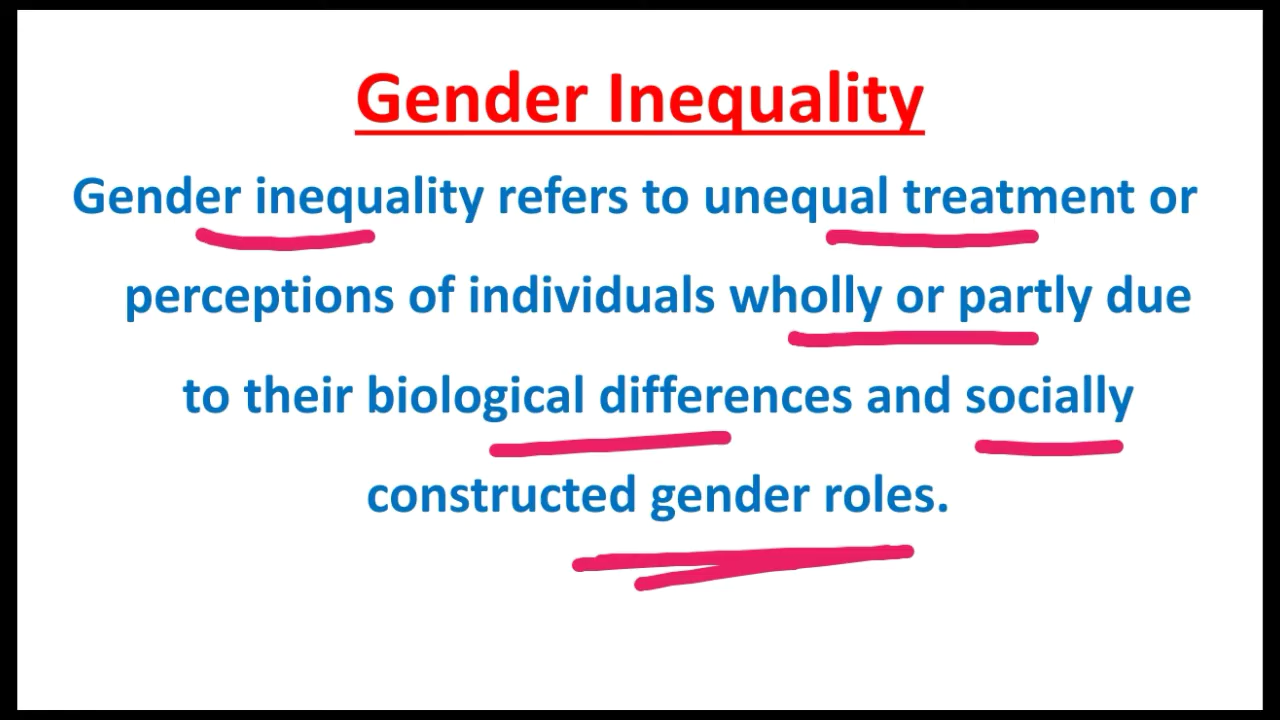 Gender Inequality
Gender inequality refers to unequal treatment or
perceptions of individuals wholly or partly due
to their biological differences and socially
constructed gender roles.